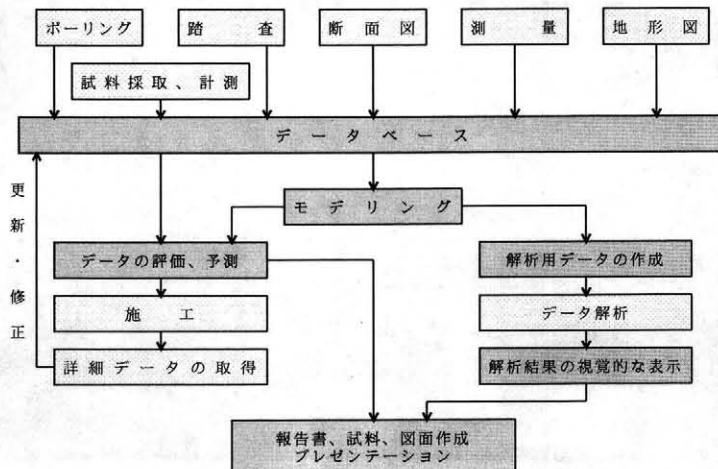 ボーリング
踏査
断面図
測量
地形図
試料採取、計測
データベース
更新・修正
モデリング
データの評価、予測
解析用データの作成
施工
データ解析
詳細データの取得
解析結果の視覚的な表示
報告書、試料、図面作成
プレゼンテーション